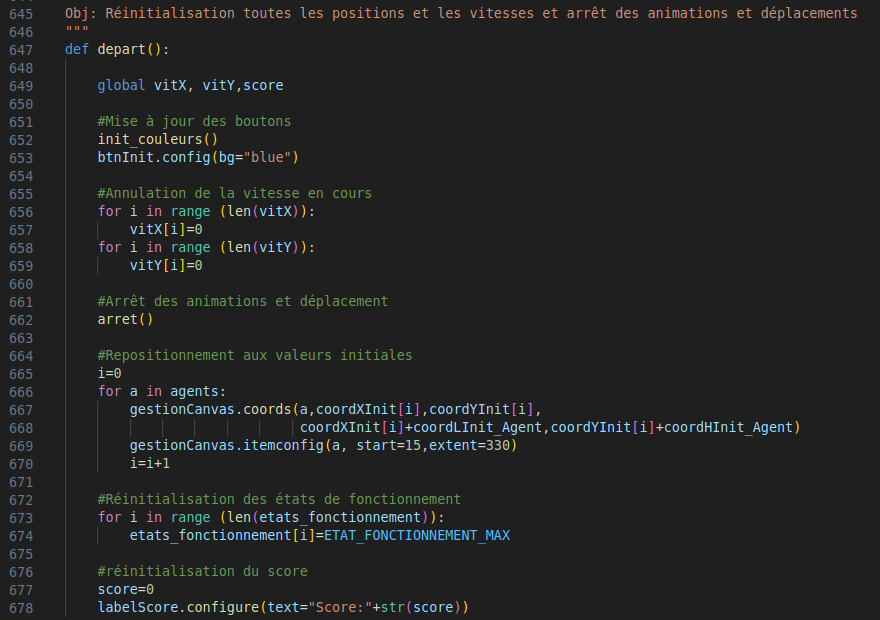 645 Obj: Réinitialisation toutes les positions et les vitesses et arrêt des animations et déplacements
646 """
647 def depart():
648
649     global vitX, vitY,score
650
651     #Mise à jour des boutons
652     init_couleurs()
653     btnInit.config(bg="blue")
654
655     #Annulation de la vitesse en cours
656     for i in range (len(vitX)):
657         vitX[i]=0
658     for i in range (len(vitY)):
659         vitY[i]=0
660
661     #Arrêt des animations et déplacement
662     arret()
663
664     #Repositionnement aux valeurs initiales
665     i=0
666     for a in agents:
667         gestionCanvas.coords(a,coordXInit[i],coordYInit[i],
668                              coordXInit[i]+coordLInit_Agent,coordYInit[i]+coordHInit_Agent)
669         gestionCanvas.itemconfig(a, start=15,extent=330)
670         i=i+1
671
672     #Réinitialisation des états de fonctionnement
673     for i in range (len(etats_fonctionnement)):
674         etats_fonctionnement[i]=ETAT_FONCTIONNEMENT_MAX
675
676     #réinitialisation du score
677     score=0
678     labelScore.configure(text="Score:"+str(score))